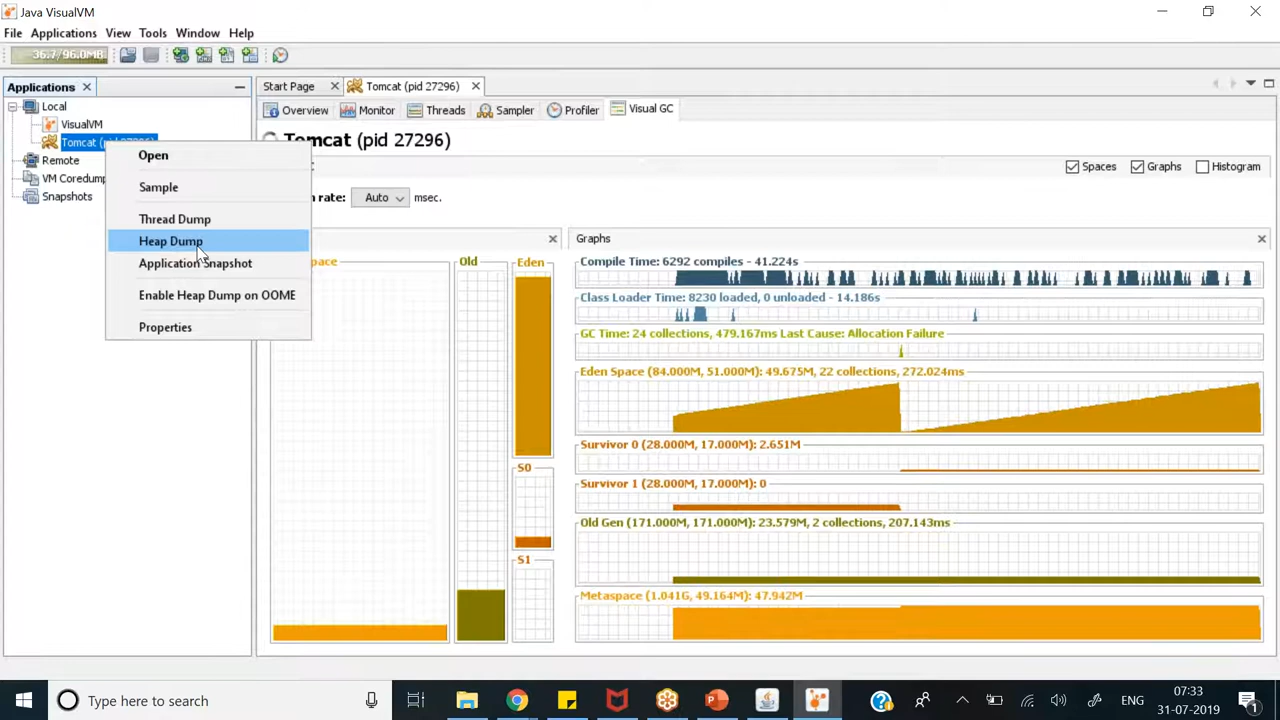 Java VisualVM
File Applications View Tools Window Help
36.7/96.0MB
Applications
Start Page
Tomcat (pid 27296)
Local
VisualVM
Tomcat (pid 27296)
Remote
VM Coredump
Snapshots
Overview Monitor Threads Sampler Profiler Visual GC
Tomcat (pid 27296)
Spaces Graphs Histogram
rate: Auto msec.
Open
Sample
Thread Dump
Heap Dump
Application Snapshot
Enable Heap Dump on OOME
Properties
pace
Old
Eden
S0
S1
Graphs
Compile Time: 6292 compiles - 41.224s
Class Loader Time: 8230 loaded, 0 unloaded - 14.186s
GC Time: 24 collections, 479.167ms Last Cause: Allocation Failure
Eden Space (84.000M, 51.000M): 49.675M, 22 collections, 272.024ms
Survivor 0 (28.000M, 17.000M): 2.651M
Survivor 1 (28.000M, 17.000M): 0
Old Gen (171.000M, 171.000M): 23.579M, 2 collections, 207.143ms
Metaspace (1.041G, 49.164M): 47.942M
Type here to search
ENG
07:33
31-07-2019
1